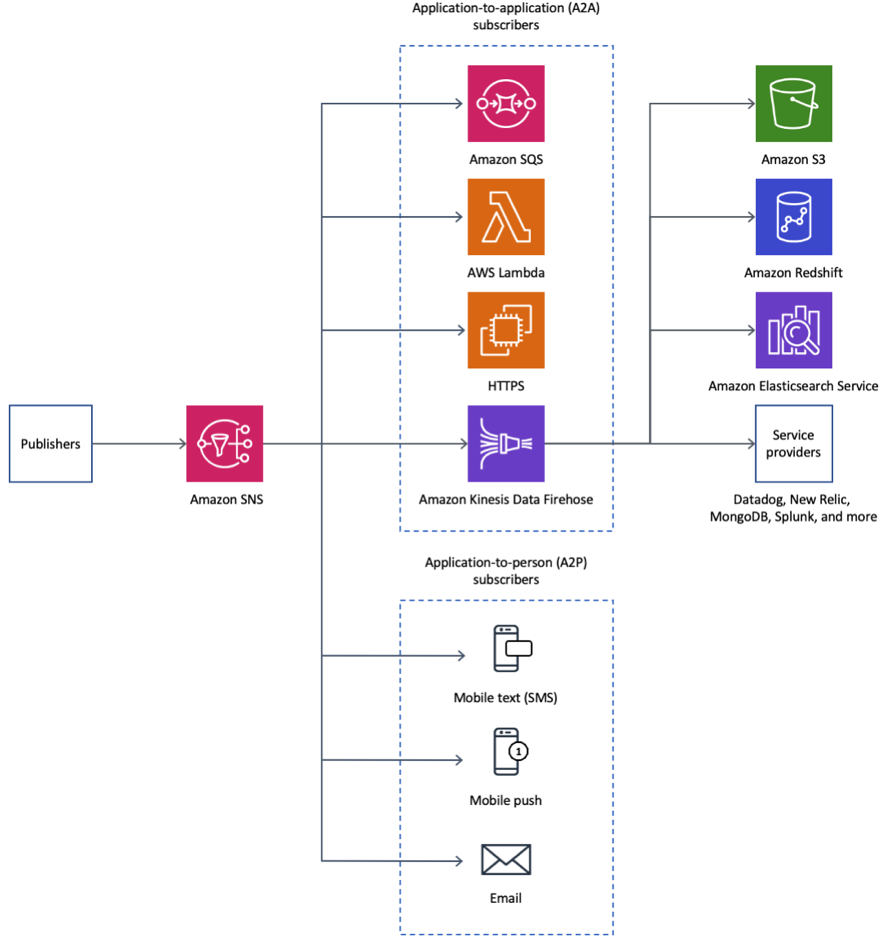 Application-to-application (A2A)
subscribers
Amazon SQS
Amazon S3
AWS Lambda
Amazon Redshift
HTTPS
Amazon Elasticsearch Service
Publishers
Amazon SNS
Amazon Kinesis Data Firehose
Service
providers
Datadog, New Relic,
MongoDB, Splunk, and more
Application-to-person (A2P)
subscribers
Mobile text (SMS)
1
Mobile push
Email